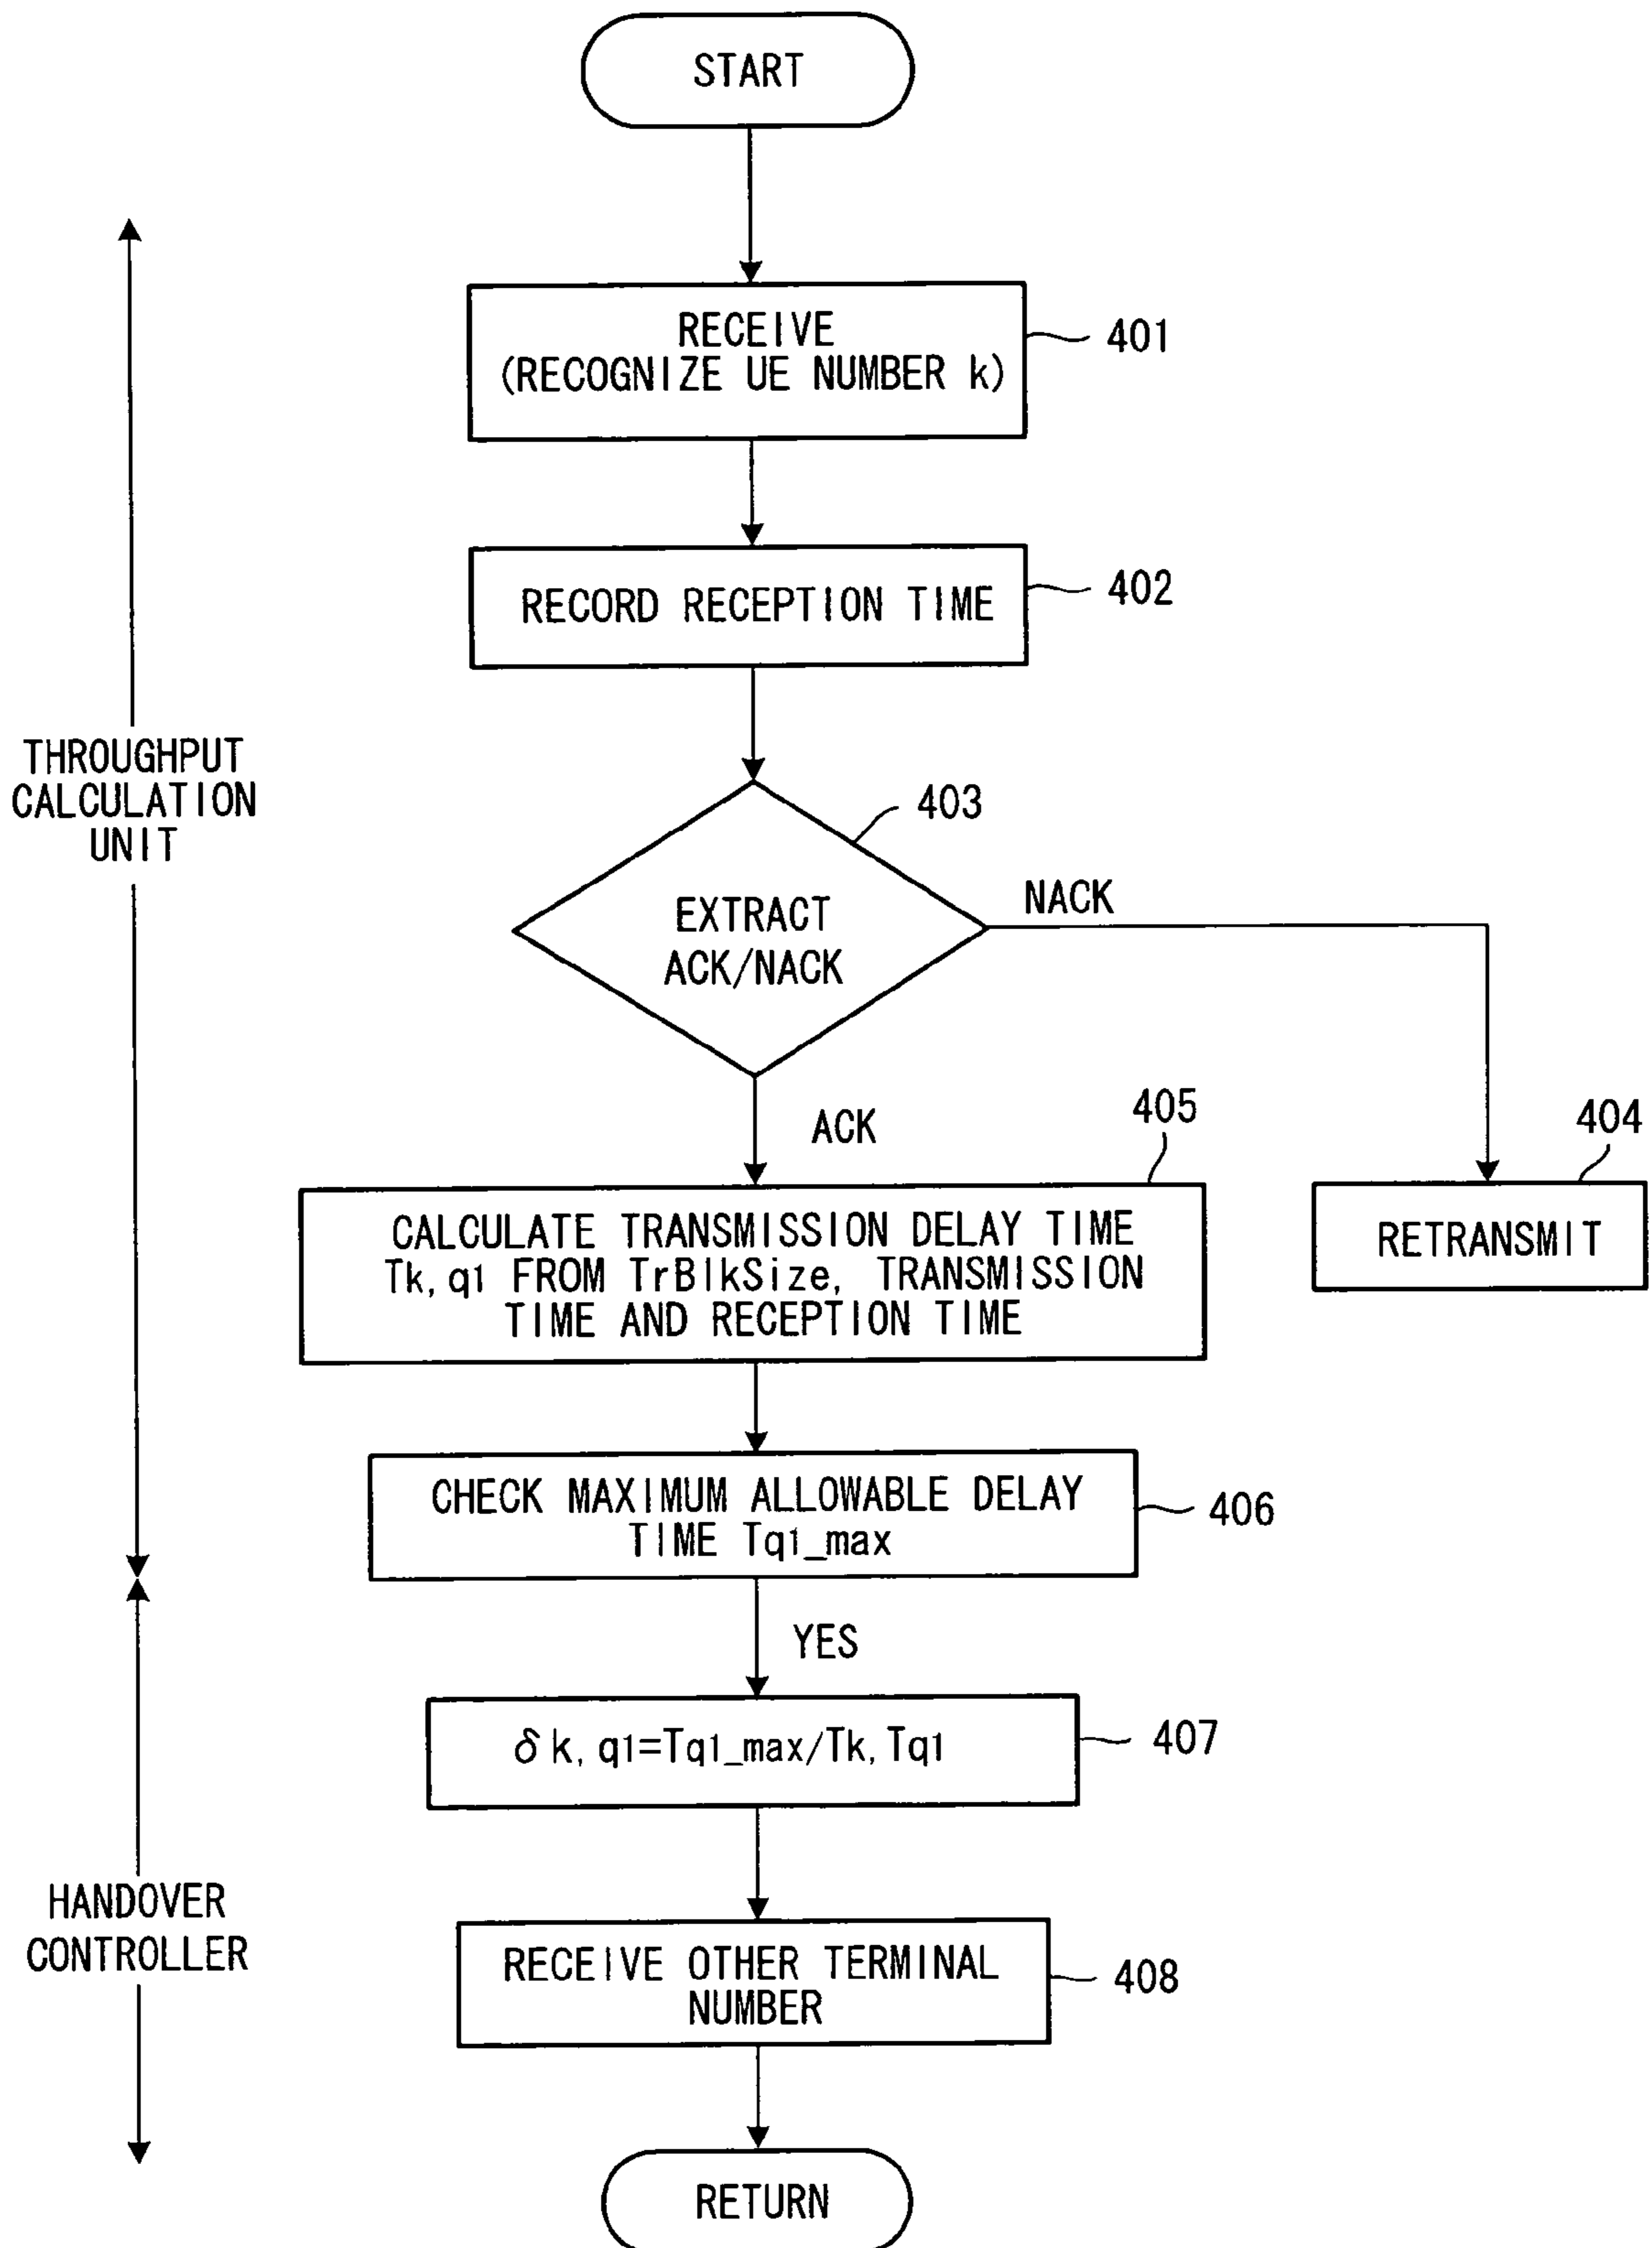 START
RECEIVE
(RECOGNIZE UE NUMBER k)
401
RECORD RECEPTION TIME
402
THROUGHPUT
CALCULATION
UNIT
403
EXTRACT
ACK/NACK
NACK
ACK
405
404
CALCULATE TRANSMISSION DELAY TIME
Tk, q1 FROM TrBlkSize, TRANSMISSION
TIME AND RECEPTION TIME
RETRANSMIT
CHECK MAXIMUM ALLOWABLE DELAY
TIME Tq1_max
406
YES
δk, q1=Tq1_max/Tk, Tq1
407
HANDOVER
CONTROLLER
RECEIVE OTHER TERMINAL
NUMBER
408
RETURN